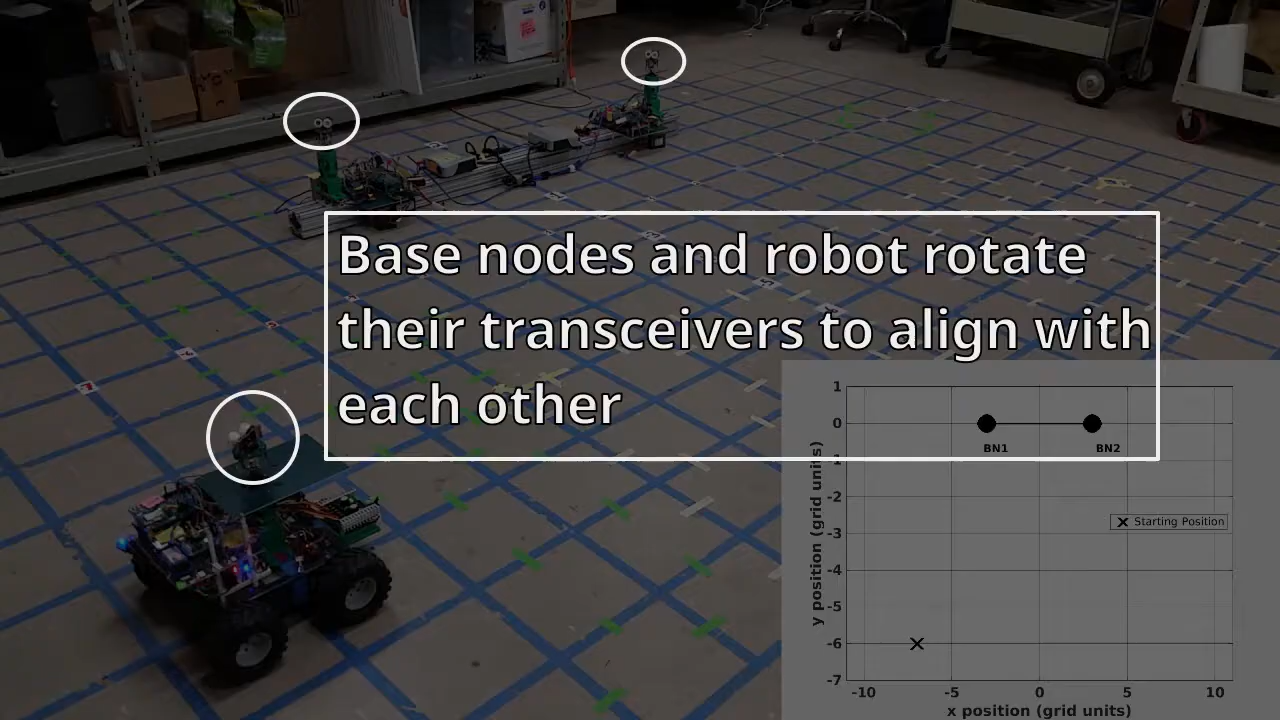 Base nodes and robot rotate
their transceivers to align with
each other
1
0
BN1
BN2
-2
-3
-4
-5
-6
-7
-10
-5
0
5
10
Starting Position
y position (grid units)
x position (grid units)